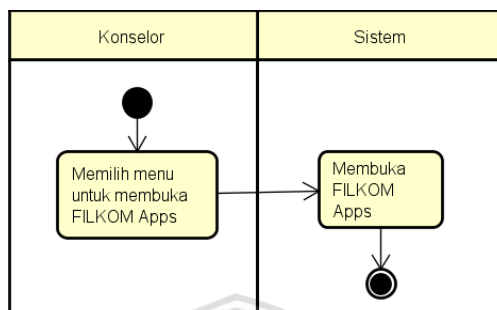 Konselor
Sistem
Memilih menu
untuk membuka
FILKOM Apps
Membuka
FILKOM
Apps